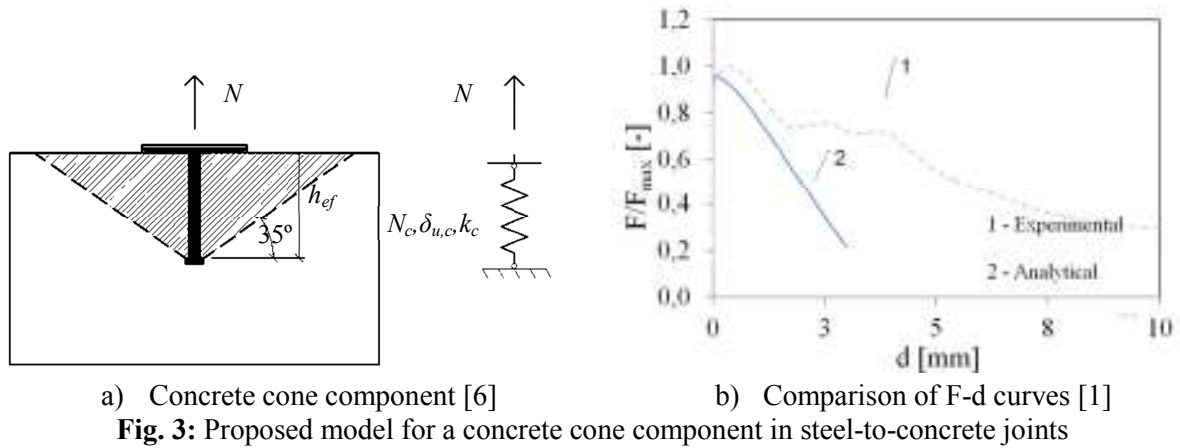 N
N
h_ef
35º
N_c,δ_u,c,k_c
1,2
1,0
0,8
0,6
0,4
0,2
0,0
F/F_max [-]
1
2
1 - Experimental
2 - Analytical
0
3
5
8
10
d [mm]
a) Concrete cone component [6]
b) Comparison of F-d curves [1]
Fig. 3: Proposed model for a concrete cone component in steel-to-concrete joints